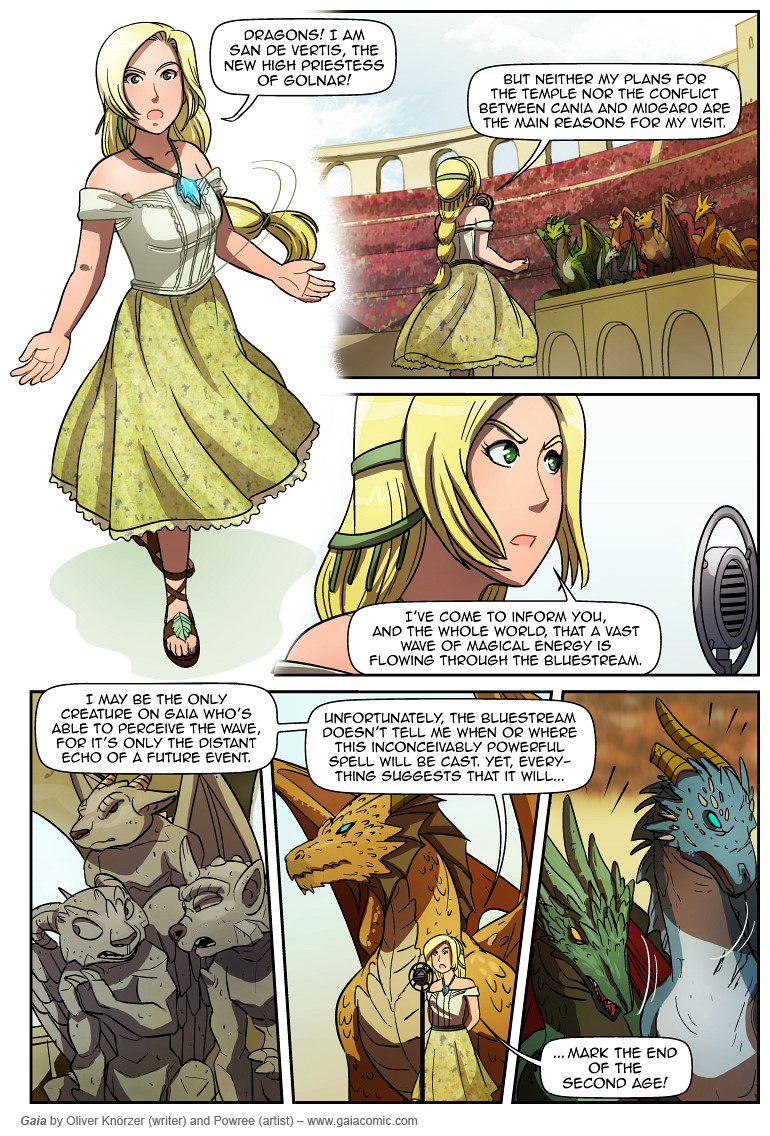 DRAGONS! I AM
SAN DE VERTIS, THE
NEW HIGH PRIESTESS
OF GOLNAR!
BUT NEITHER MY PLANS FOR
THE TEMPLE NOR THE CONFLICT
BETWEEN CANIA AND MIDGARD ARE
THE MAIN REASONS FOR MY VISIT.
I'VE COME TO INFORM YOU,
AND THE WHOLE WORLD, THAT A VAST
WAVE OF MAGICAL ENERGY IS
FLOWING THROUGH THE BLUESTREAM.
I MAY BE THE ONLY
CREATURE ON GAIA WHO'S
ABLE TO PERCEIVE THE WAVE,
FOR IT'S ONLY THE DISTANT
ECHO OF A FUTURE EVENT.
UNFORTUNATELY, THE BLUESTREAM
DOESN'T TELL ME WHEN OR WHERE
THIS INCONCEIVABLY POWERFUL
SPELL WILL BE CAST. YET, EVERY-
THING SUGGESTS THAT IT WILL...
...MARK THE END
OF THE
SECOND AGE!
Gaia by Oliver Knörzer (writer) and Powree (artist) – www.gaiacomic.com